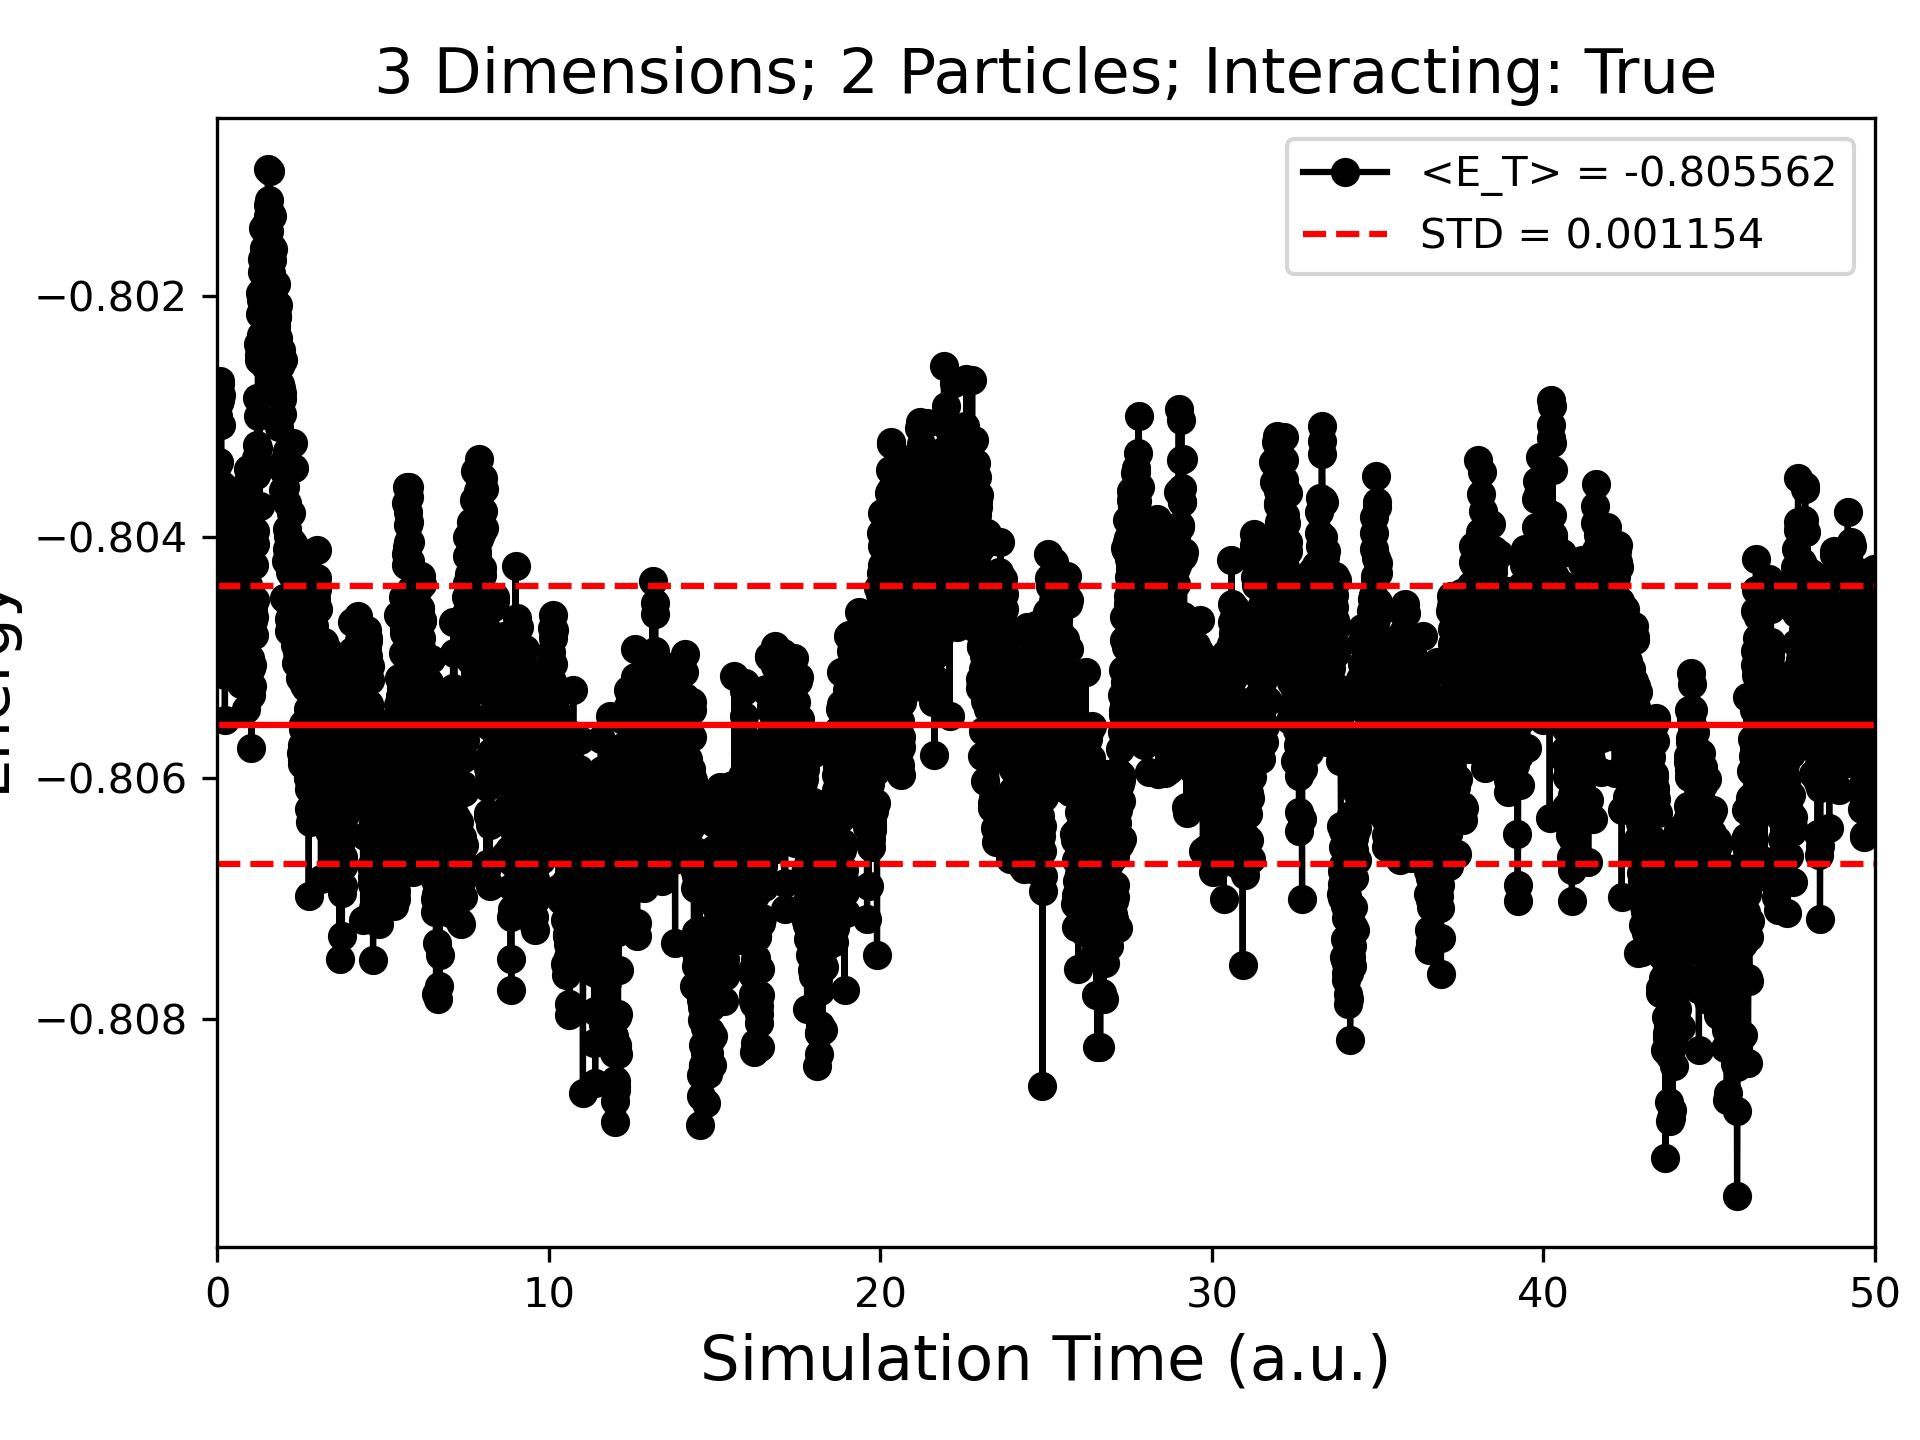 3 Dimensions; 2 Particles; Interacting: True
<E_T> = -0.805562
STD = 0.001154
Energy
−0.802
−0.804
−0.806
−0.808
0 10 20 30 40 50
Simulation Time (a.u.)